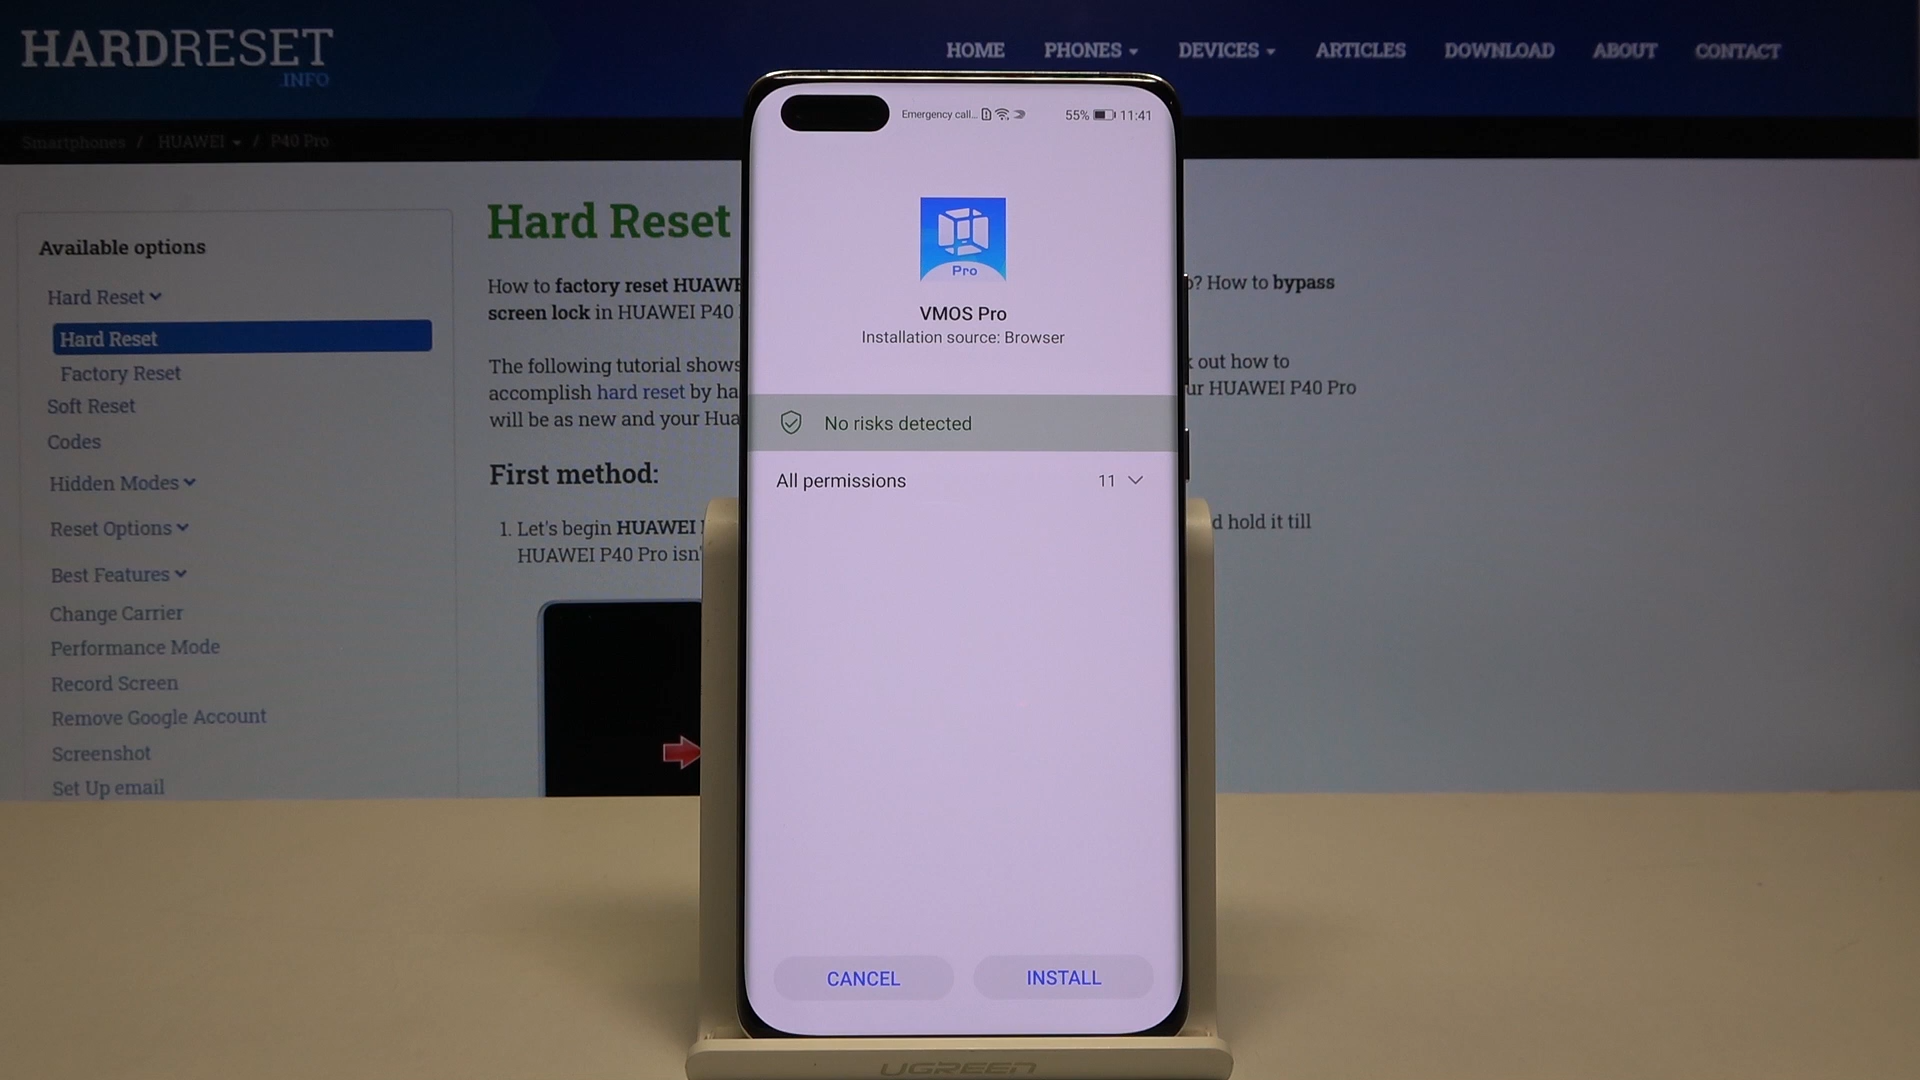 HARDRESET
.INFO
HOME PHONES DEVICES ARTICLES DOWNLOAD ABOUT CONTACT
Smartphones / HUAWEI / P40 Pro
Available options
Hard Reset
Hard Reset
Factory Reset
Soft Reset
Codes
Hidden Modes
Reset Options
Best Features
Change Carrier
Performance Mode
Record Screen
Remove Google Account
Screenshot
Set Up email
Hard Reset
How to factory reset HUAWE
? How to bypass
screen lock in HUAWEI P40
The following tutorial shows
out how to
accomplish hard reset by ha
ur HUAWEI P40 Pro
will be as new and your Hua
First method:
1. Let's begin HUAWEI
d hold it till
HUAWEI P40 Pro isn'
Emergency call... 55% 11:41
Pro
VMOS Pro
Installation source: Browser
No risks detected
All permissions 11
CANCEL INSTALL
UGREEN